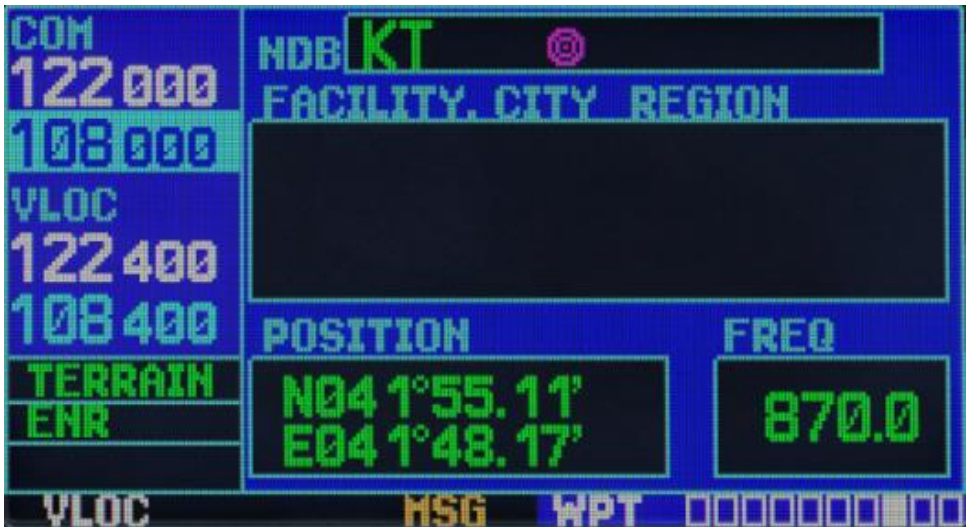 COM
122000
108000
VLOC
122400
108400
TERRAIN
ENR
NDB KT
FACILITY. CITY REGION
POSITION
N041°55.11'
E041°48.17'
FREQ
870.0
VLOC MSG WPT